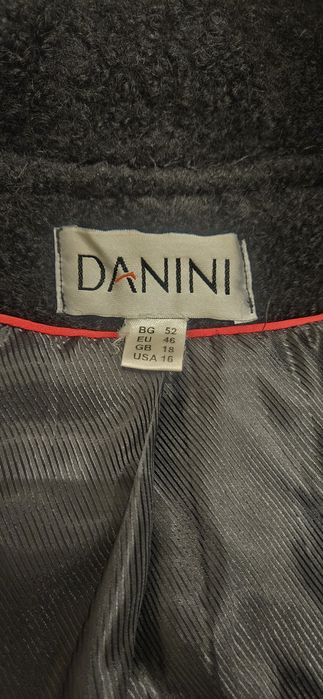 DANINI
BG 52
EU 46
GB 18
USA 16